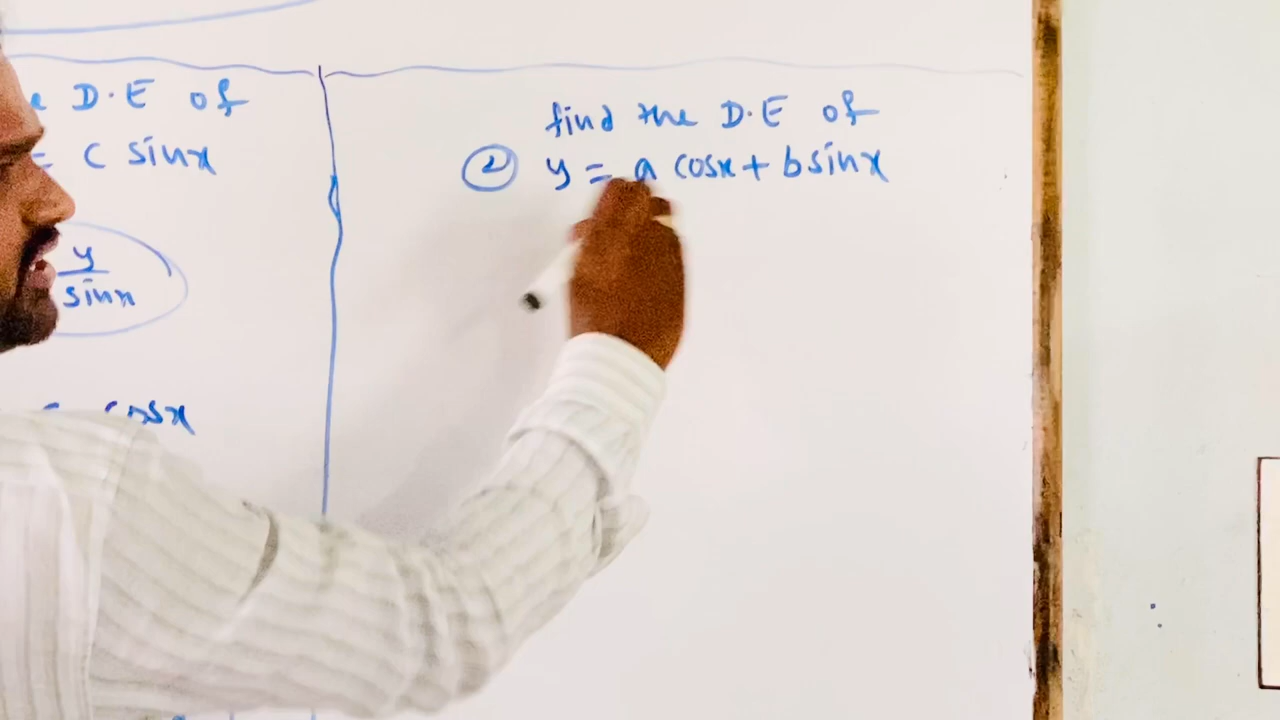 D.E of
= C sinx
y
sinx
cosx
find the D.E of
② y = a cosx + b sinx